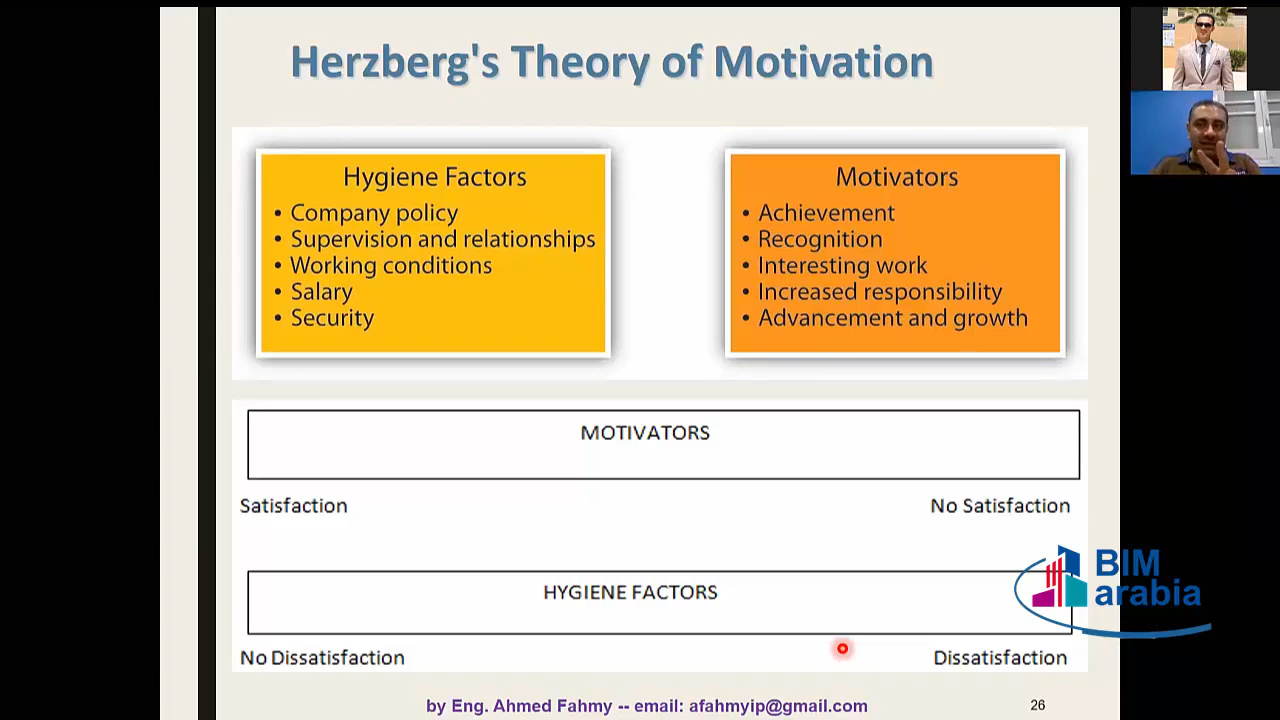 Herzberg's Theory of Motivation
Hygiene Factors
• Company policy
• Supervision and relationships
• Working conditions
• Salary
• Security
Motivators
• Achievement
• Recognition
• Interesting work
• Increased responsibility
• Advancement and growth
MOTIVATORS
Satisfaction
No Satisfaction
HYGIENE FACTORS
No Dissatisfaction
Dissatisfaction
BIM
arabia
by Eng. Ahmed Fahmy -- email: afahmyip@gmail.com
26